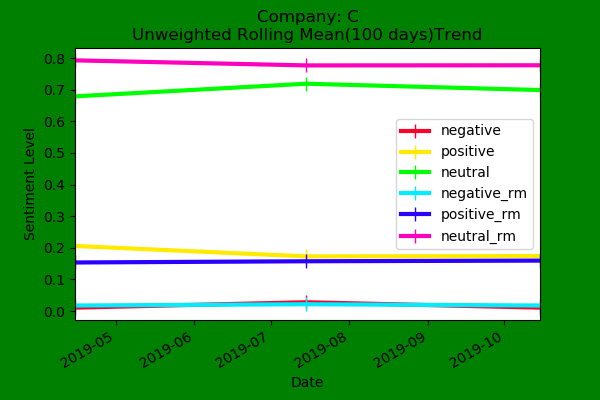 Company: C
Unweighted Rolling Mean(100 days)Trend
Sentiment Level
0.8
0.7
0.6
0.5
0.4
0.3
0.2
0.1
0.0
negative
positive
neutral
negative_rm
positive_rm
neutral_rm
2019-05
2019-06
2019-07
2019-08
2019-09
2019-10
Date